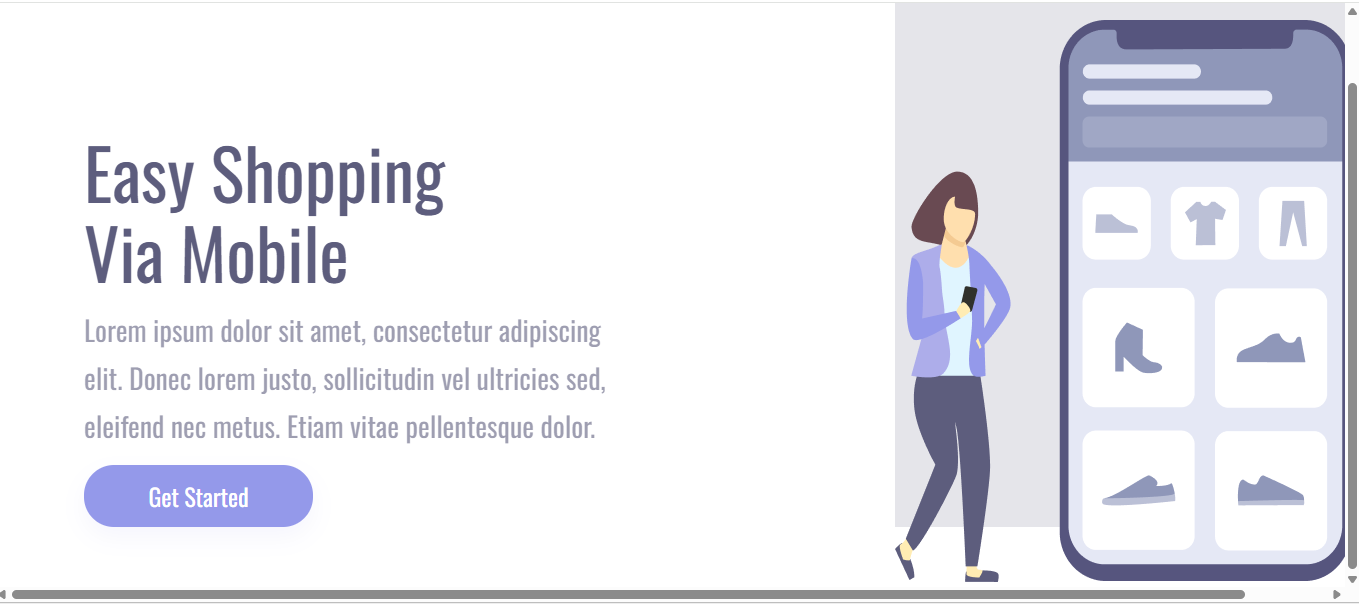 Easy Shopping
Via Mobile
Lorem ipsum dolor sit amet, consectetur adipiscing
elit. Donec lorem justo, sollicitudin vel ultricies sed,
eleifend nec metus. Etiam vitae pellentesque dolor.
Get Started